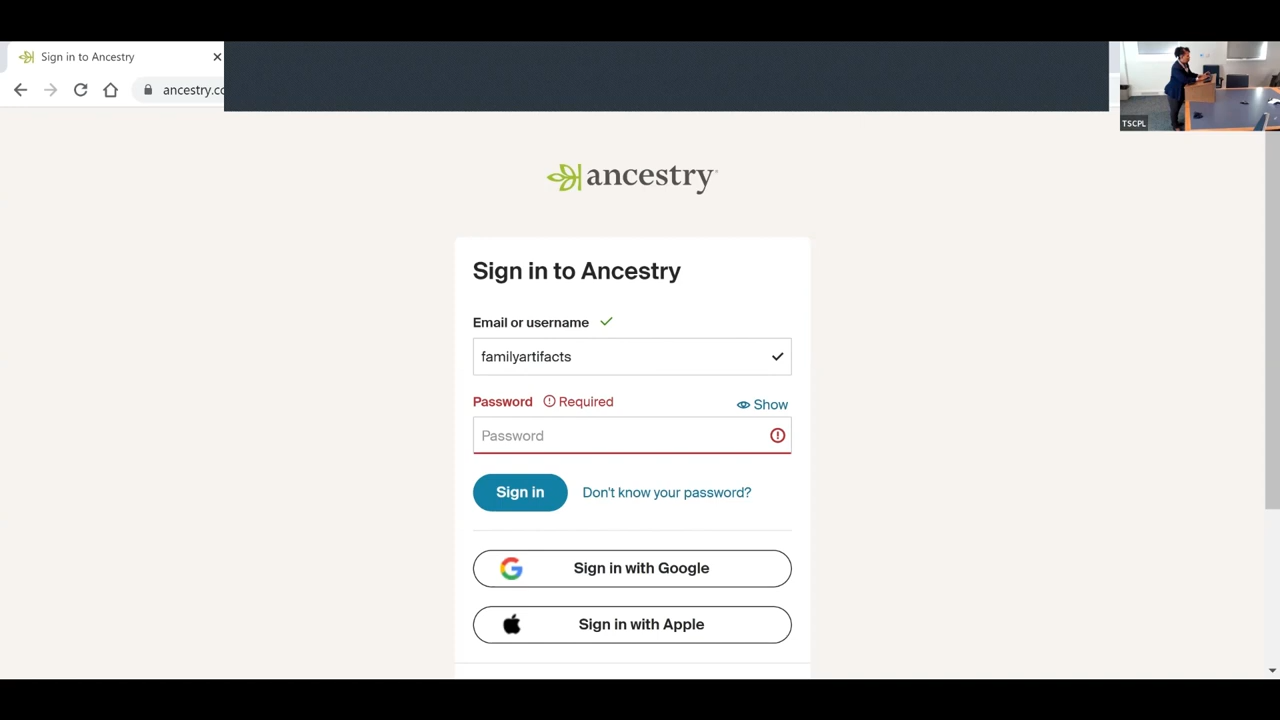 Sign in to Ancestry
ancestry.co
TSCPL
ancestry
Sign in to Ancestry
Email or username
familyartifacts
Password Required
Show
Password
Sign in Don't know your password?
Sign in with Google
Sign in with Apple